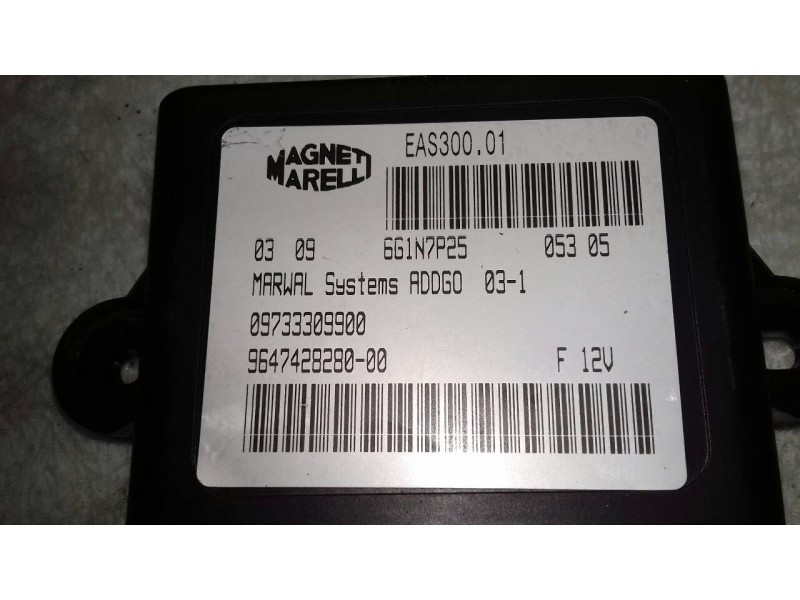 EAS300.01
MAGNETI
MARELLI
03 09 6G1N7P25 053 05
MARWAL Systems ADDGO 03-1
09733309900
9647428280-00 F 12V